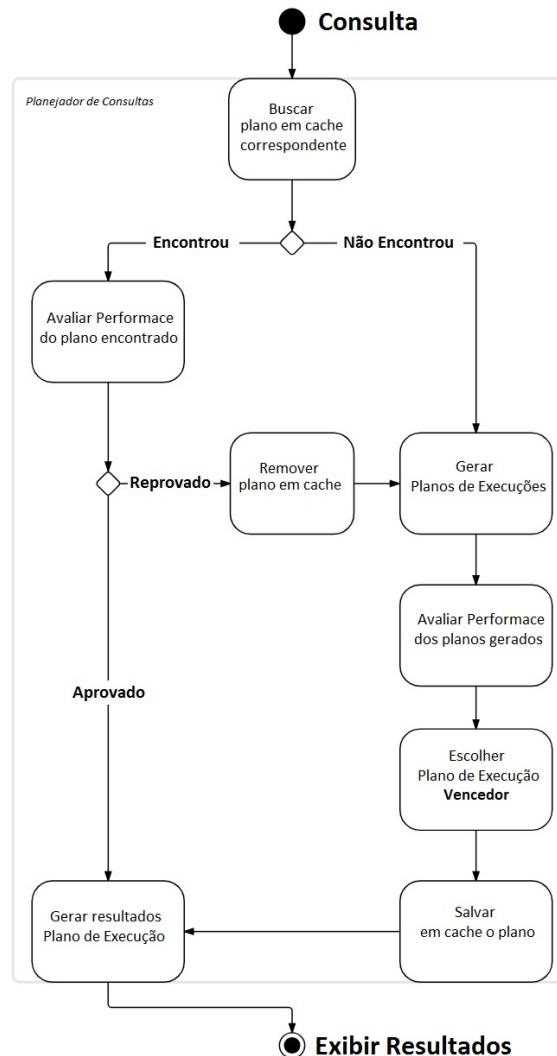 Consulta
Planejador de Consultas
Buscar
plano em cache
correspondente
Encontrou
Não Encontrou
Avaliar Performace
do plano encontrado
Reprovado
Remover
plano em cache
Gerar
Planos de Execuções
Avaliar Performace
dos planos gerados
Aprovado
Escolher
Plano de Execução
Vencedor
Gerar resultados
Plano de Execução
Salvar
em cache o plano
Exibir Resultados